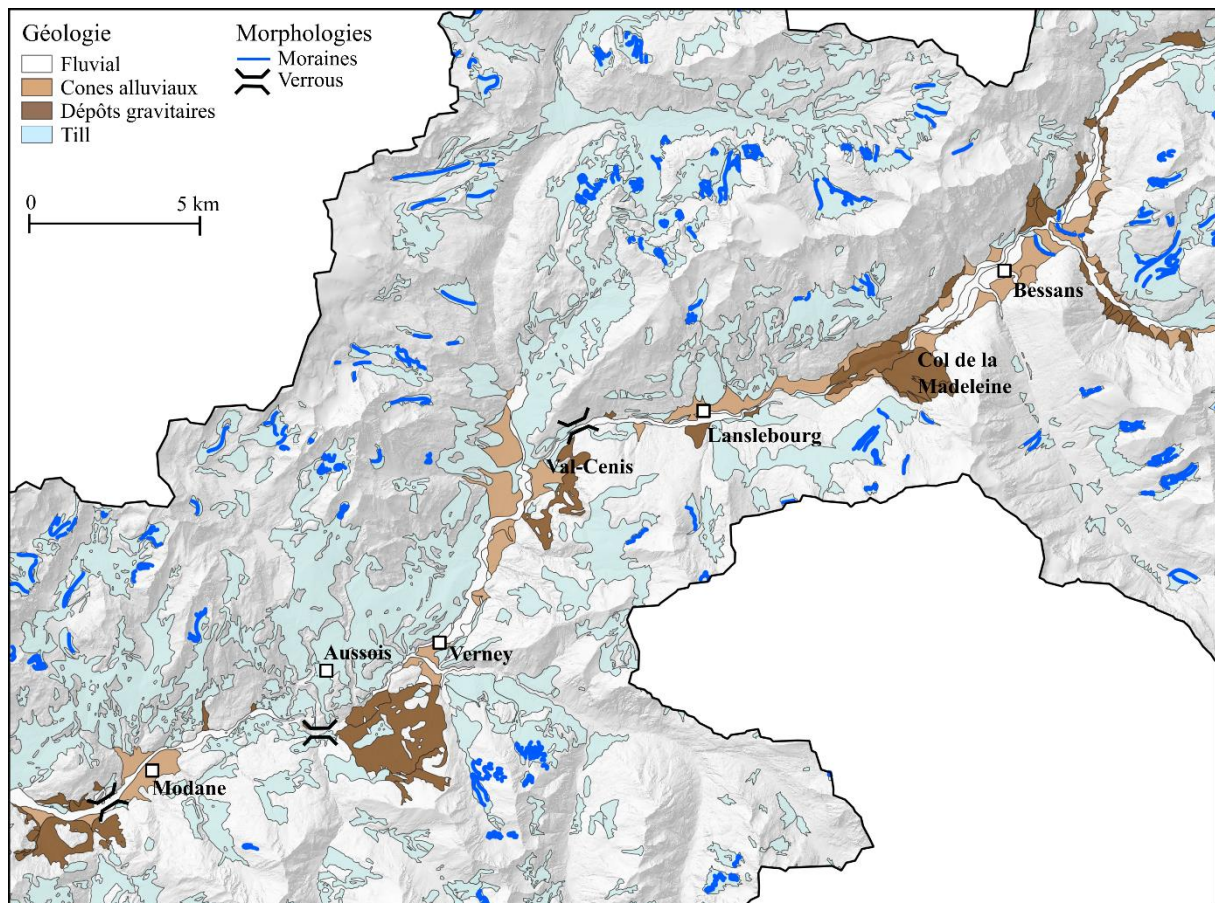 Géologie
Fluvial
Cones alluviaux
Dépôts gravitaires
Till
Morphologies
Moraines
Verrous
0 5 km
Bessans
Col de la
Madeleine
Lanslebourg
Val-Cenis
Aussois
Verney
Modane